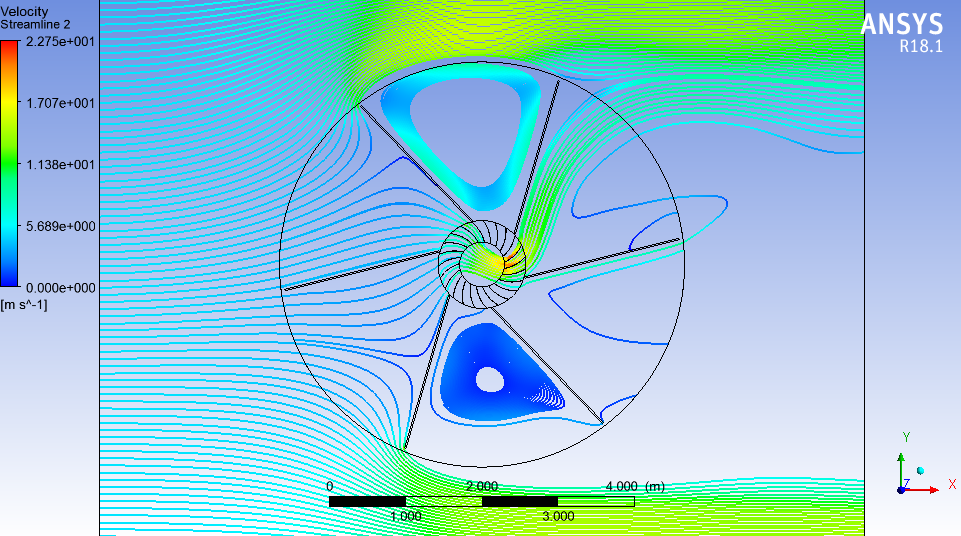 Velocity
Streamline 2
2.275e+001
1.707e+001
1.138e+001
5.689e+000
0.000e+000
[m s^-1]
ANSYS
R18.1
0 2.000 4.000 (m)
1.000 3.000
Y
Z X